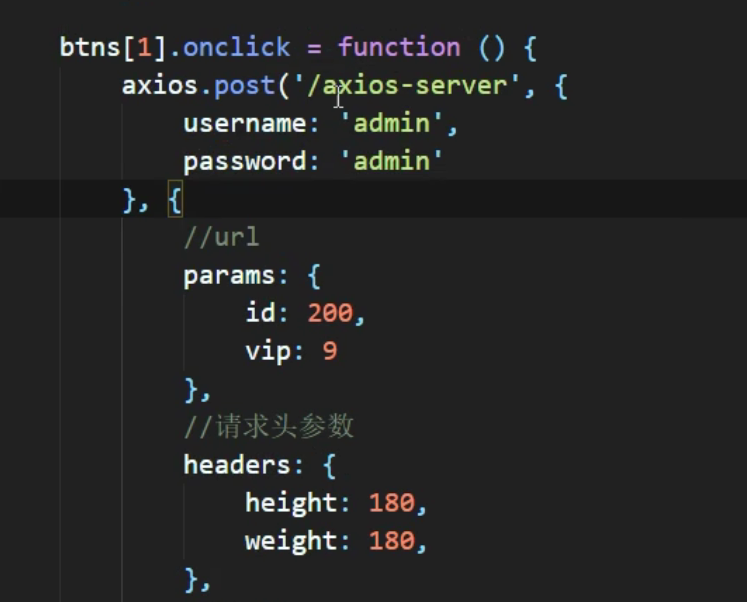 btns[1].onclick = function () {
axios.post('/axios-server', {
username: 'admin',
password: 'admin'
}, {
//url
params: {
id: 200,
vip: 9
},
//请求头参数
headers: {
height: 180,
weight: 180,
},